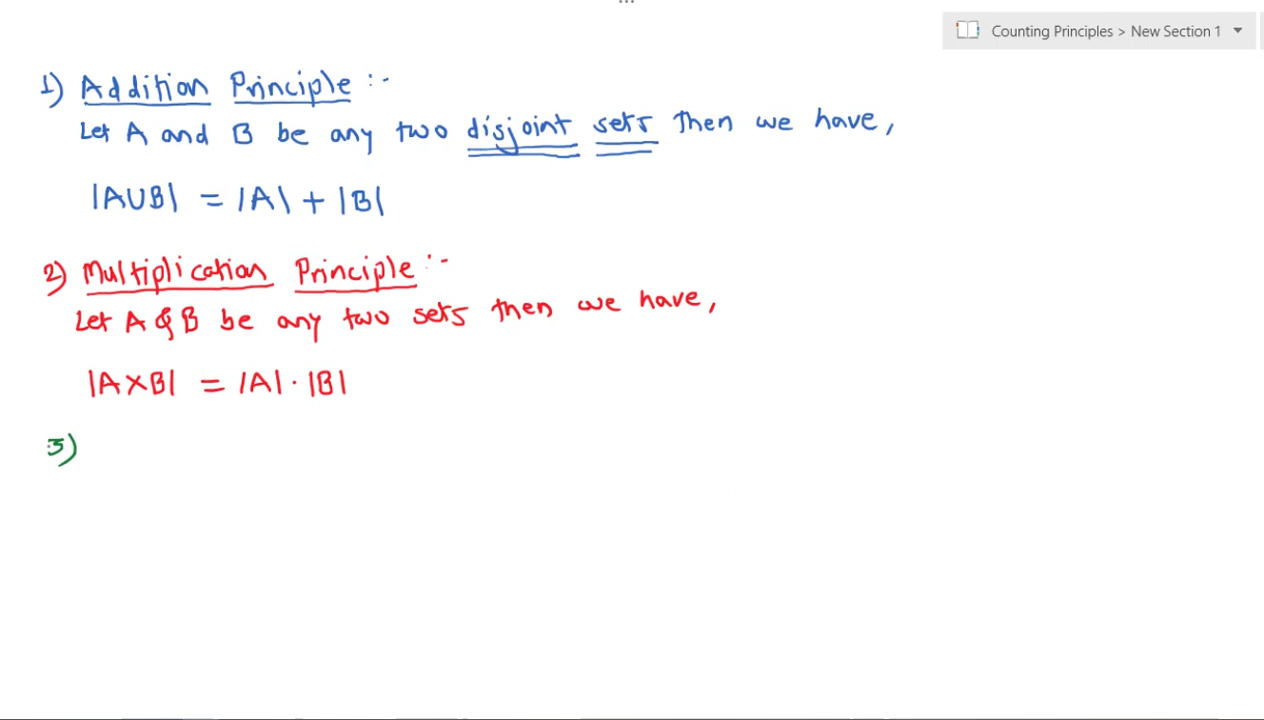 Counting Principles > New Section 1
1) Addition Principle :-
Let A and B be any two disjoint sets then we have,
|A∪B| = |A| + |B|
2) Multiplication Principle :-
Let A & B be any two sets then we have,
|A×B| = |A| · |B|
3)